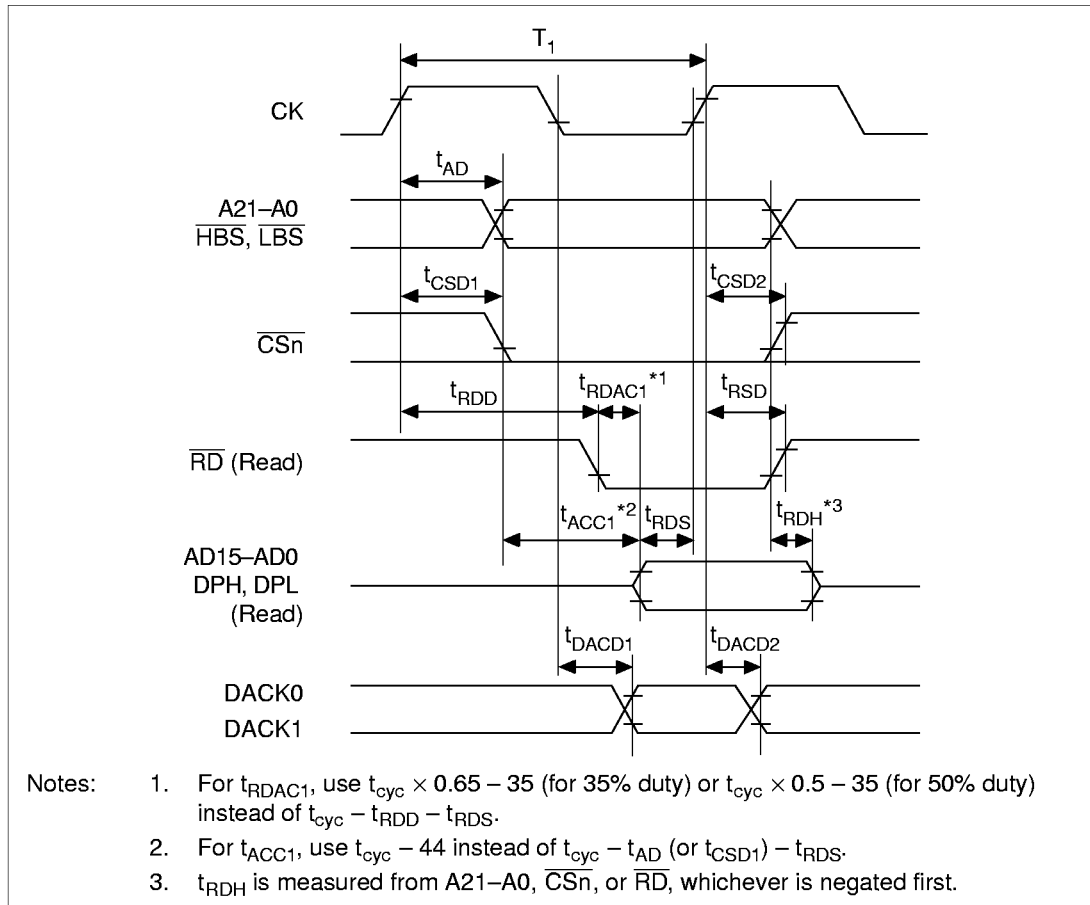 T1
CK
tAD
A21–A0
HBS, LBS
tCSD1
tCSD2
CSn
tRDD
tRDAC1*1
tRSD
RD (Read)
tACC1*2
tRDS
tRDH*3
AD15–AD0
DPH, DPL
(Read)
tDACD1
tDACD2
DACK0
DACK1
Notes: 1. For tRDAC1, use tcyc × 0.65 – 35 (for 35% duty) or tcyc × 0.5 – 35 (for 50% duty)
instead of tcyc – tRDD – tRDS.
2. For tACC1, use tcyc – 44 instead of tcyc – tAD (or tCSD1) – tRDS.
3. tRDH is measured from A21–A0, CSn, or RD, whichever is negated first.